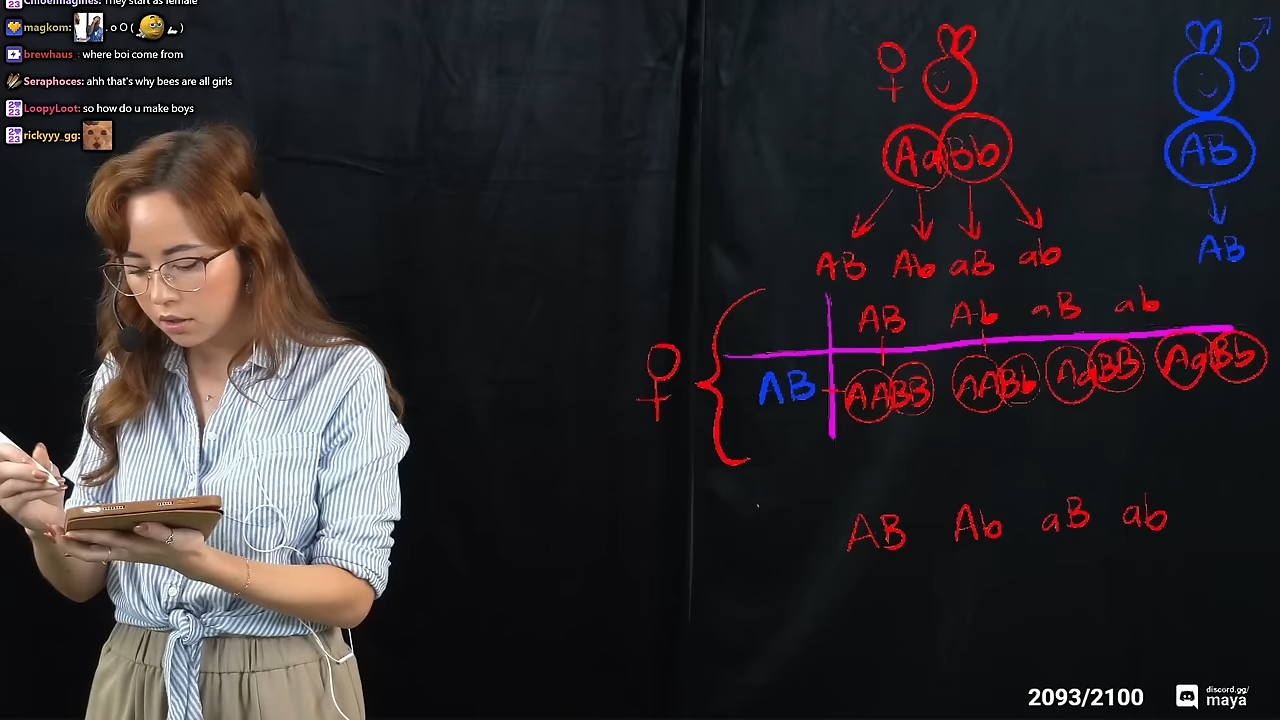 ChloeImagines: They start as female
magkom:
brewhaus : where boi come from
Seraphoces: ahh that's why bees are all girls
LoopyLoot: so how do u make boys
rickyyy_gg:
♀
♂
AaBb
AB
AB Ab aB ab
AB
AB Ab aB ab
♀
AB AABB AABb AaBB AaBb
AB Ab aB ab
2093/2100
discord.gg/
maya